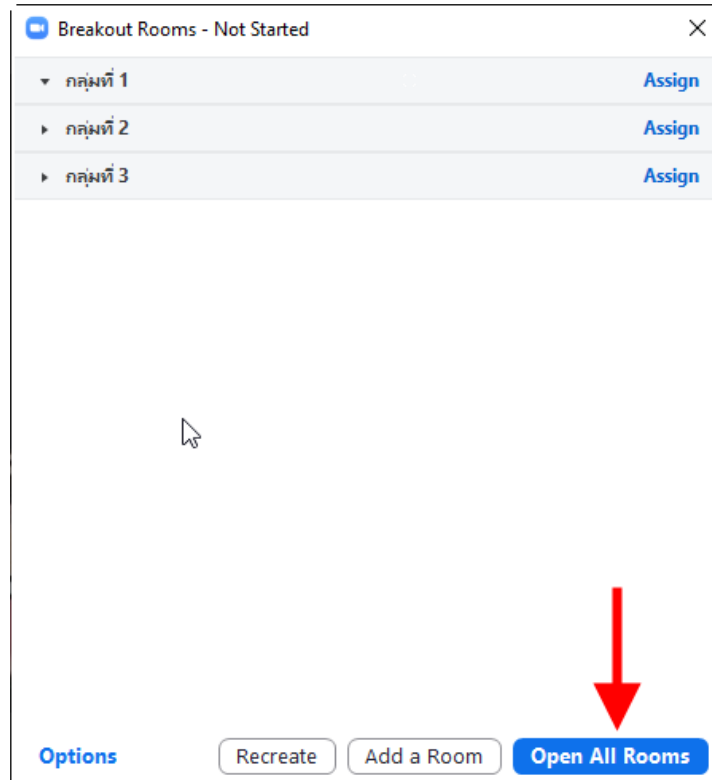 Breakout Rooms - Not Started
กลุ่มที่ 1 Assign
กลุ่มที่ 2 Assign
กลุ่มที่ 3 Assign
Options Recreate Add a Room Open All Rooms